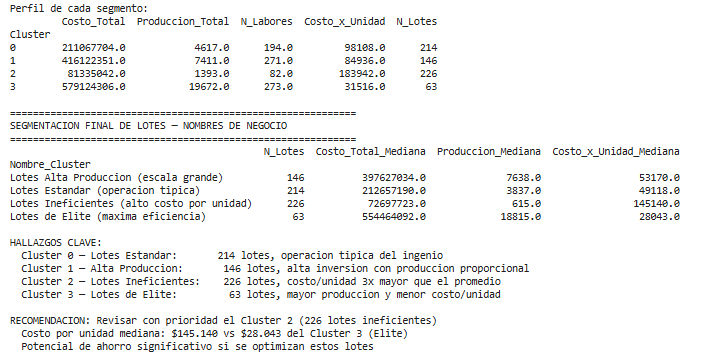 Perfil de cada segmento:
Costo_Total Produccion_Total N_Labores Costo_x_Unidad N_Lotes
Cluster
0 211067704.0 4617.0 194.0 98108.0 214
1 416122351.0 7411.0 271.0 84936.0 146
2 81335042.0 1393.0 82.0 183942.0 226
3 579124306.0 19672.0 273.0 31516.0 63
============================================================
SEGMENTACION FINAL DE LOTES — NOMBRES DE NEGOCIO
============================================================
N_Lotes Costo_Total_Mediana Produccion_Mediana Costo_x_Unidad_Mediana
Nombre_Cluster
Lotes Alta Produccion (escala grande) 146 397627034.0 7638.0 53170.0
Lotes Estandar (operacion tipica) 214 212657190.0 3837.0 49118.0
Lotes Ineficientes (alto costo por unidad) 226 72697723.0 615.0 145140.0
Lotes de Elite (maxima eficiencia) 63 554464092.0 18815.0 28043.0
HALLAZGOS CLAVE:
Cluster 0 — Lotes Estandar: 214 lotes, operacion tipica del ingenio
Cluster 1 — Alta Produccion: 146 lotes, alta inversion con produccion proporcional
Cluster 2 — Lotes Ineficientes: 226 lotes, costo/unidad 3x mayor que el promedio
Cluster 3 — Lotes de Elite: 63 lotes, mayor produccion y menor costo/unidad
RECOMENDACION: Revisar con prioridad el Cluster 2 (226 lotes ineficientes)
Costo por unidad mediana: $145.140 vs $28.043 del Cluster 3 (Elite)
Potencial de ahorro significativo si se optimizan estos lotes